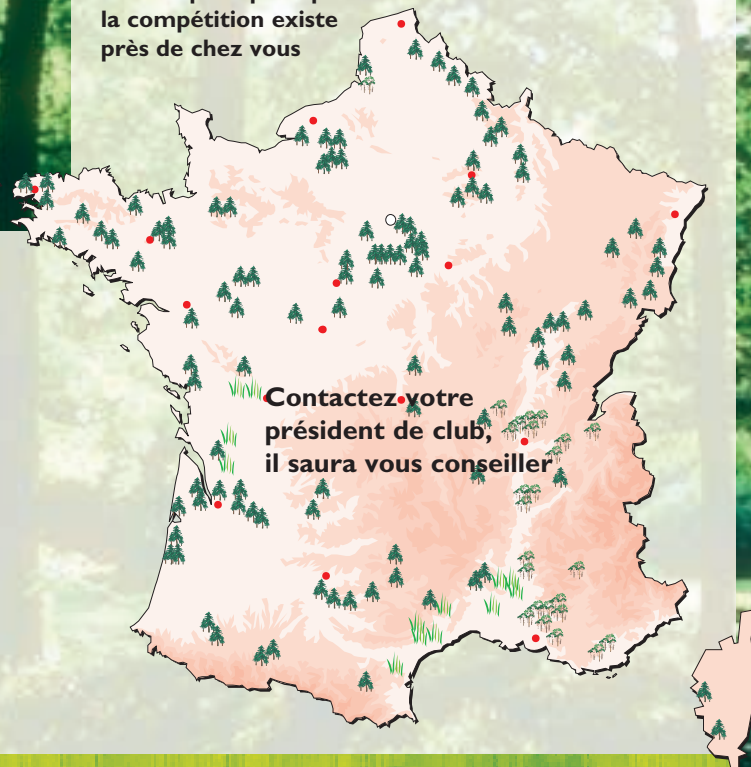 la compétition existe
près de chez vous
Contactez votre
président de club,
il saura vous conseiller